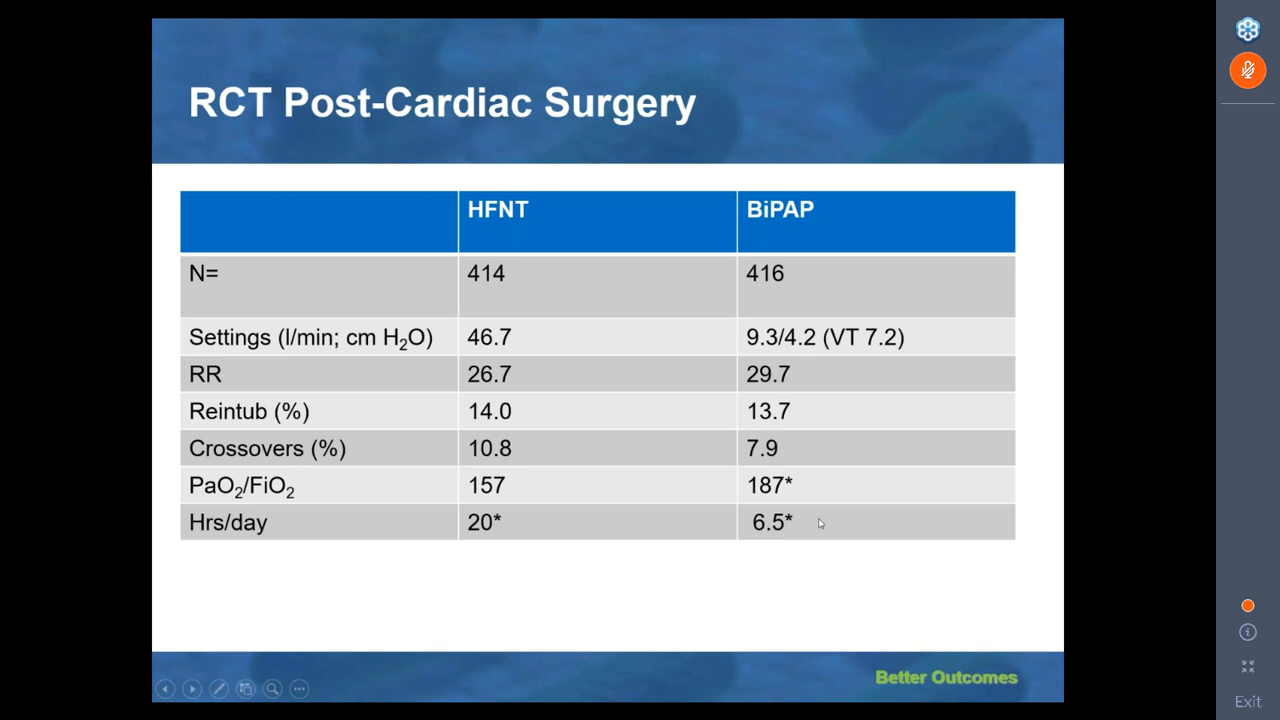 RCT Post-Cardiac Surgery
HFNT BiPAP
N= 414 416
Settings (l/min; cm H₂O) 46.7 9.3/4.2 (VT 7.2)
RR 26.7 29.7
Reintub (%) 14.0 13.7
Crossovers (%) 10.8 7.9
PaO₂/FiO₂ 157 187*
Hrs/day 20* 6.5*
Better Outcomes
Exit